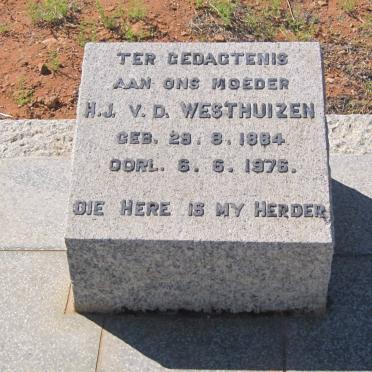 TER GEDAGTENIS
AAN ONS MOEDER
H.J. V.D. WESTHUIZEN
GEB. 29. 8. 1884
OORL. 6. 6. 1976.
DIE HERE IS MY HERDER